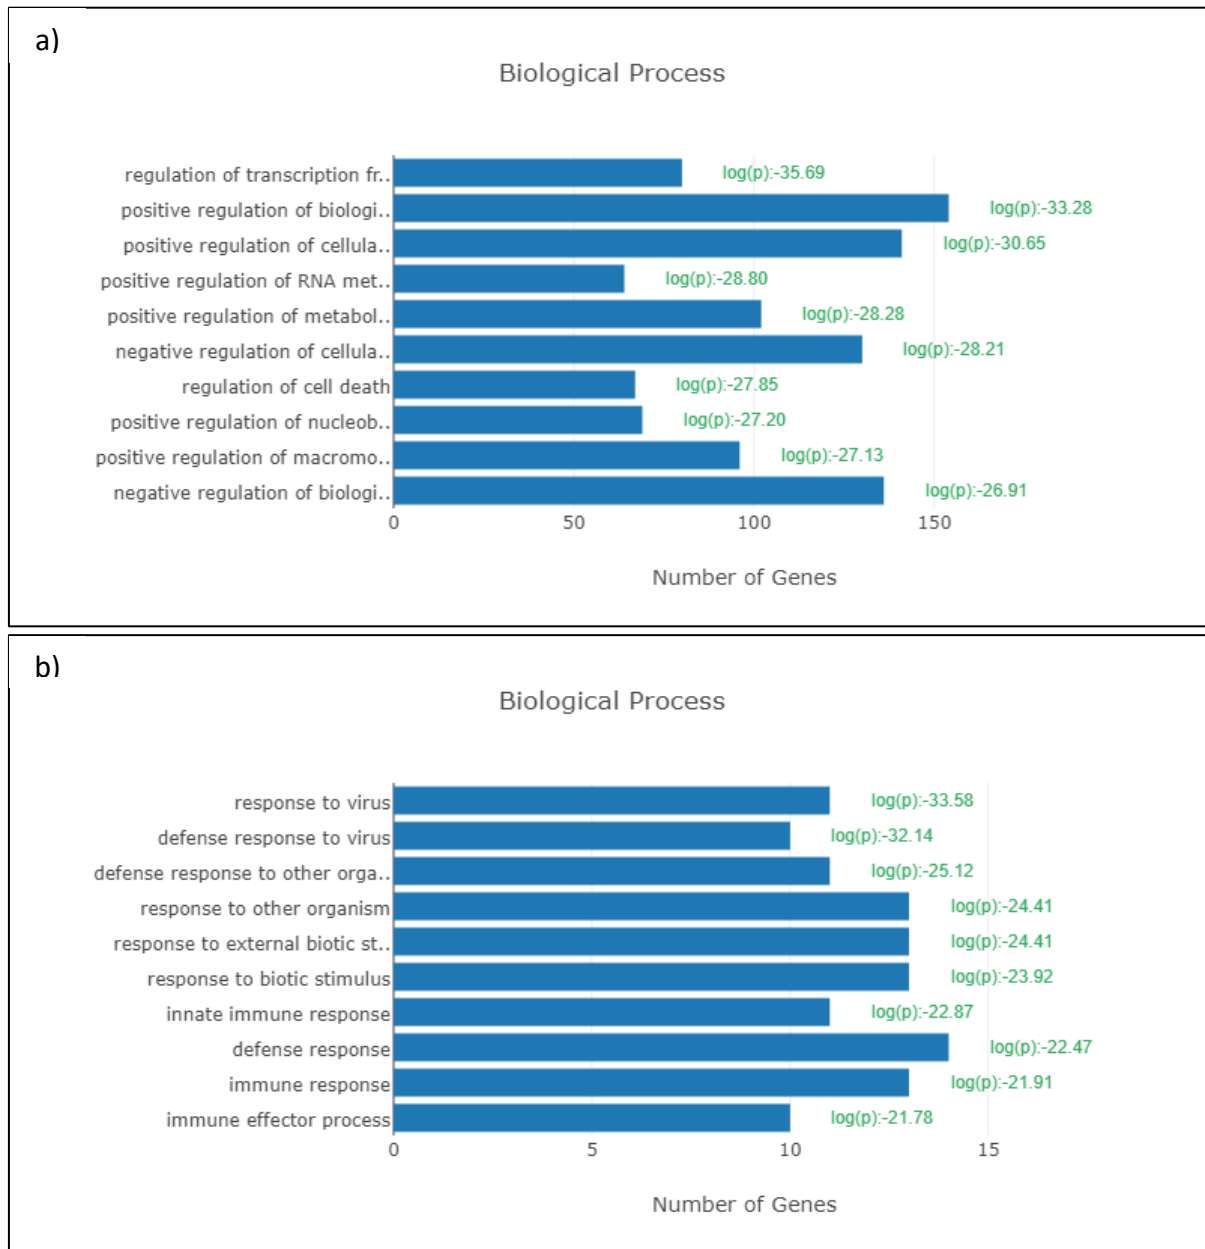 a)
Biological Process
regulation of transcription fr.. log(p):-35.69
positive regulation of biologi.. log(p):-33.28
positive regulation of cellula.. log(p):-30.65
positive regulation of RNA met.. log(p):-28.80
positive regulation of metabol.. log(p):-28.28
negative regulation of cellula.. log(p):-28.21
regulation of cell death log(p):-27.85
positive regulation of nucleob.. log(p):-27.20
positive regulation of macromo.. log(p):-27.13
negative regulation of biologi.. log(p):-26.91
0 50 100 150
Number of Genes
b)
Biological Process
response to virus log(p):-33.58
defense response to virus log(p):-32.14
defense response to other orga.. log(p):-25.12
response to other organism log(p):-24.41
response to external biotic st.. log(p):-24.41
response to biotic stimulus log(p):-23.92
innate immune response log(p):-22.87
defense response log(p):-22.47
immune response log(p):-21.91
immune effector process log(p):-21.78
0 5 10 15
Number of Genes